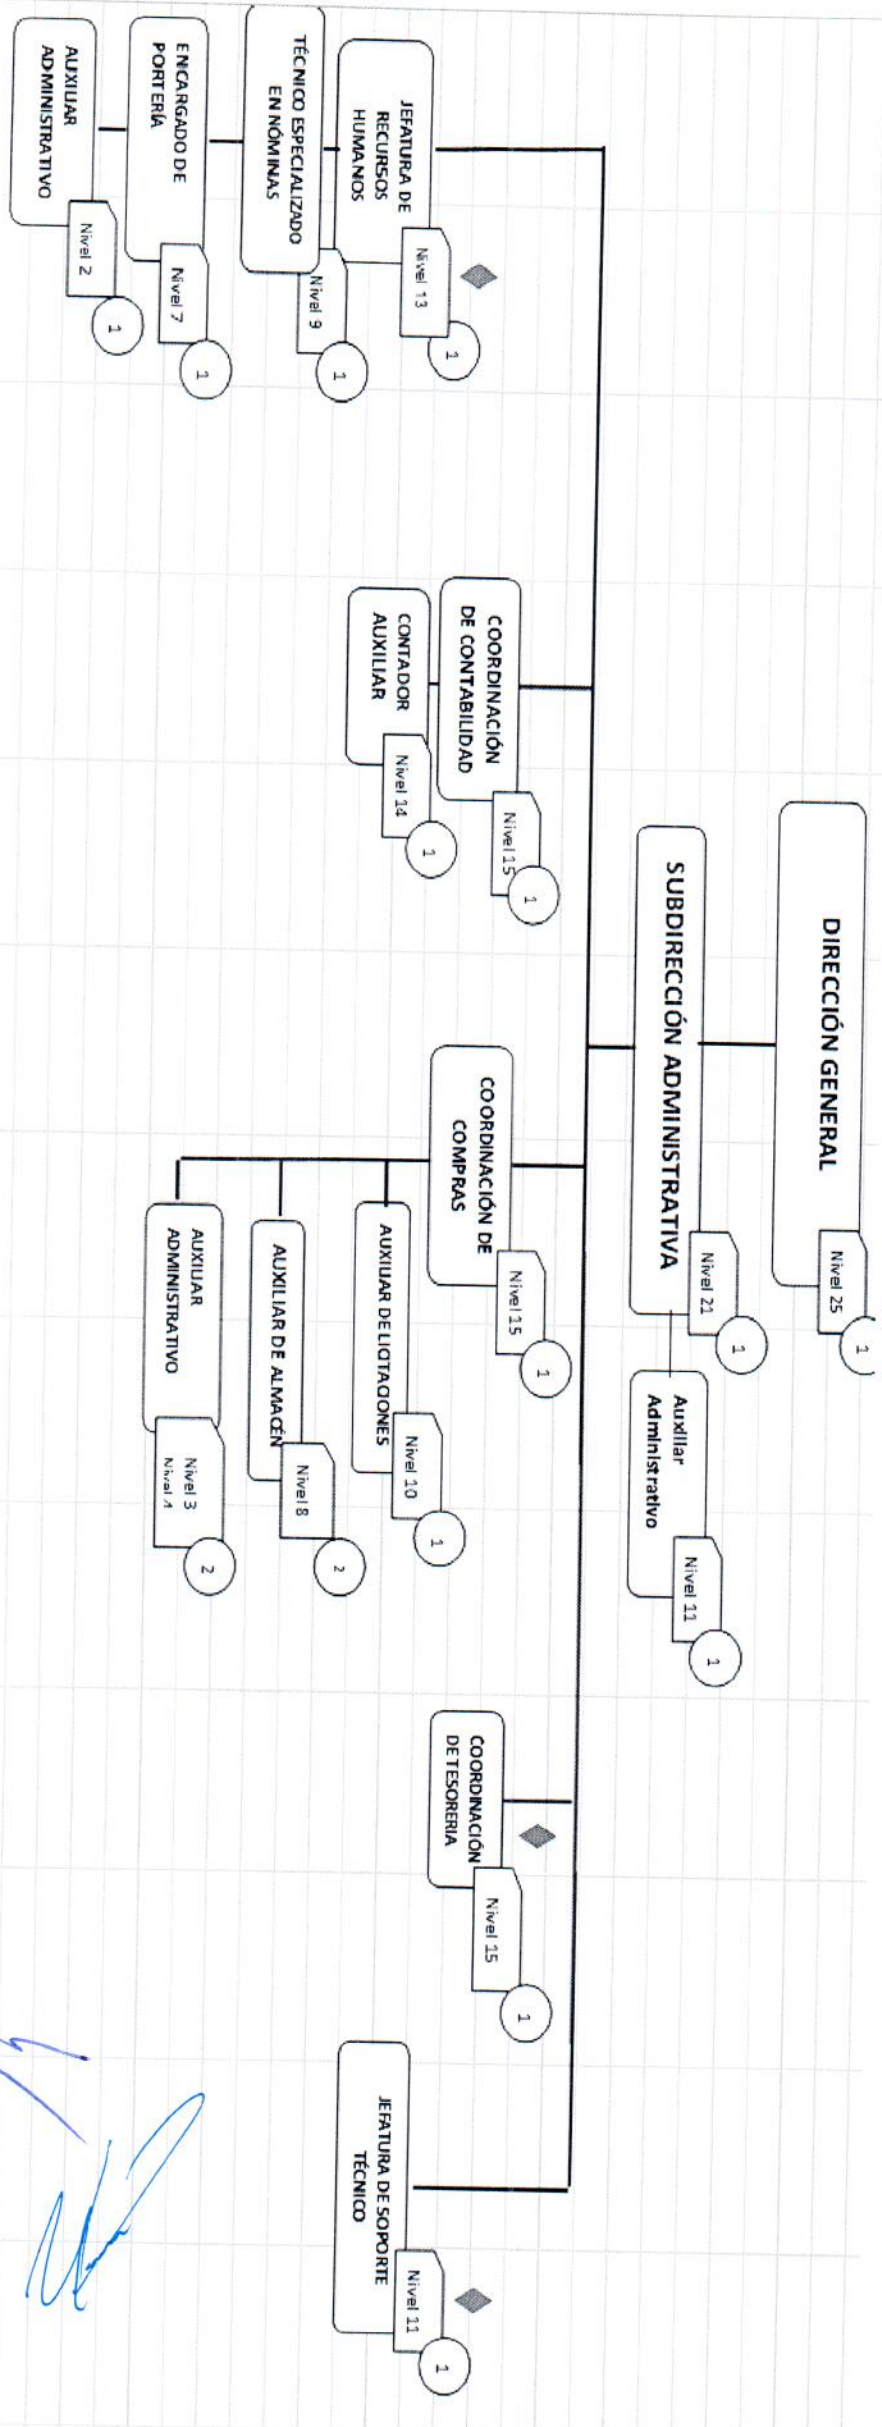 DIRECCIÓN GENERAL
Nivel 25
1
SUBDIRECCIÓN ADMINISTRATIVA
Nivel 21
1
Auxiliar
Administrativo
Nivel 11
1
JEFATURA DE
RECURSOS
HUMANOS
Nivel 13
1
TÉCNICO ESPECIALIZADO
EN NÓMINAS
Nivel 9
1
ENCARGADO DE
PORTERÍA
Nivel 7
1
AUXILIAR
ADMINISTRATIVO
Nivel 2
1
COORDINACIÓN
DE CONTABILIDAD
Nivel 15
1
CONTADOR
AUXILIAR
Nivel 14
1
COORDINACIÓN DE
COMPRAS
Nivel 15
1
AUXILIAR DE LICITACIONES
Nivel 10
1
AUXILIAR DE ALMACÉN
Nivel 8
2
AUXILIAR
ADMINISTRATIVO
Nivel 3
Nivel 4
2
COORDINACIÓN
DE TESORERIA
Nivel 15
1
JEFATURA DE SOPORTE
TÉCNICO
Nivel 11
1